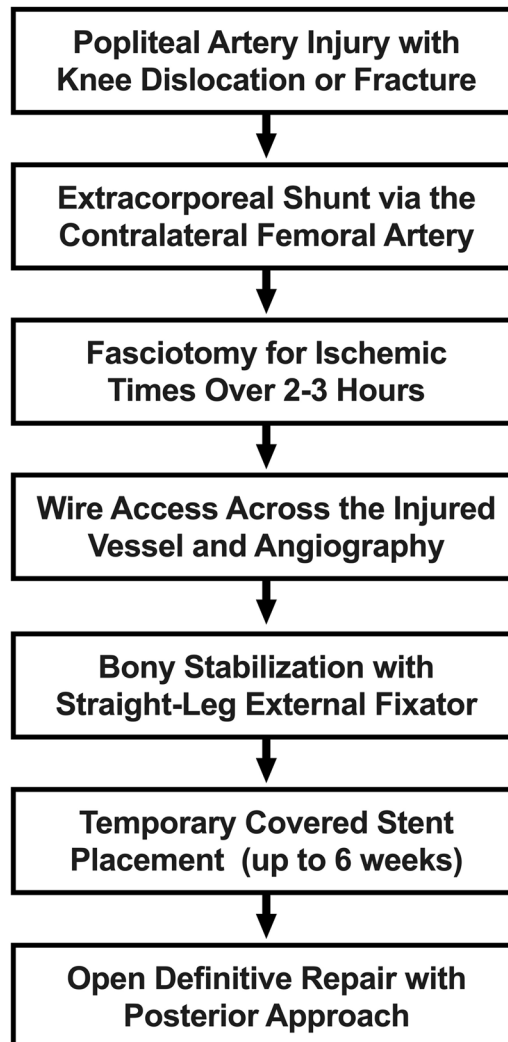 Popliteal Artery Injury with
Knee Dislocation or Fracture
Extracorporeal Shunt via the
Contralateral Femoral Artery
Fasciotomy for Ischemic
Times Over 2-3 Hours
Wire Access Across the Injured
Vessel and Angiography
Bony Stabilization with
Straight-Leg External Fixator
Temporary Covered Stent
Placement (up to 6 weeks)
Open Definitive Repair with
Posterior Approach